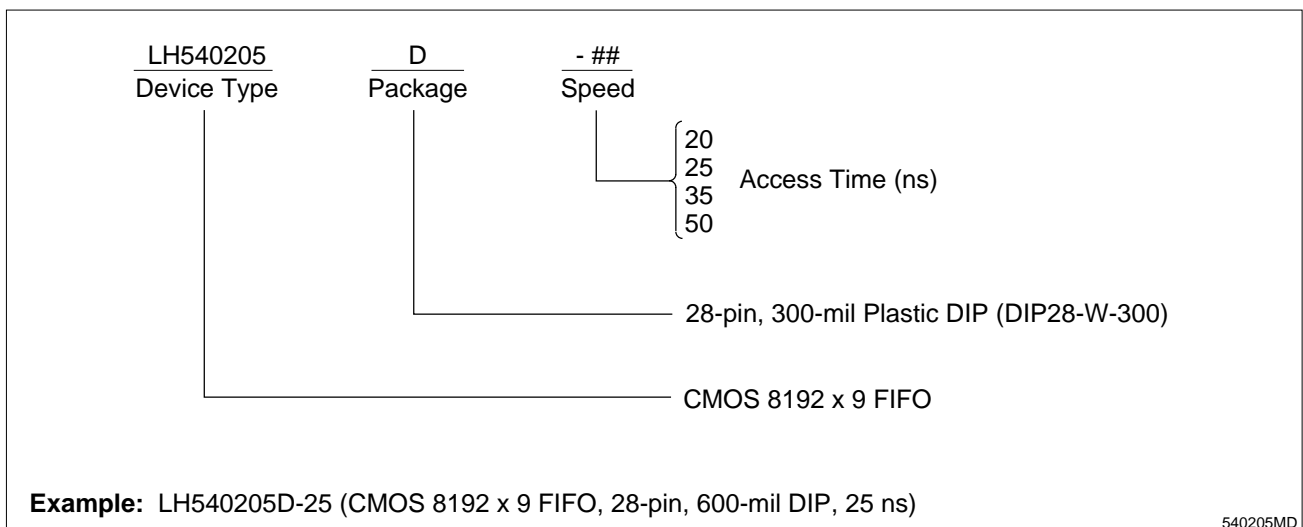 LH540205 D - ##
Device Type Package Speed
20
25
35
50
Access Time (ns)
28-pin, 300-mil Plastic DIP (DIP28-W-300)
CMOS 8192 x 9 FIFO
Example: LH540205D-25 (CMOS 8192 x 9 FIFO, 28-pin, 600-mil DIP, 25 ns)
540205MD